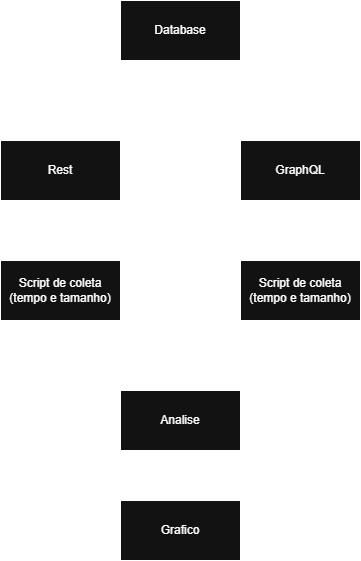 Database
Rest
GraphQL
Script de coleta
(tempo e tamanho)
Script de coleta
(tempo e tamanho)
Analise
Grafico